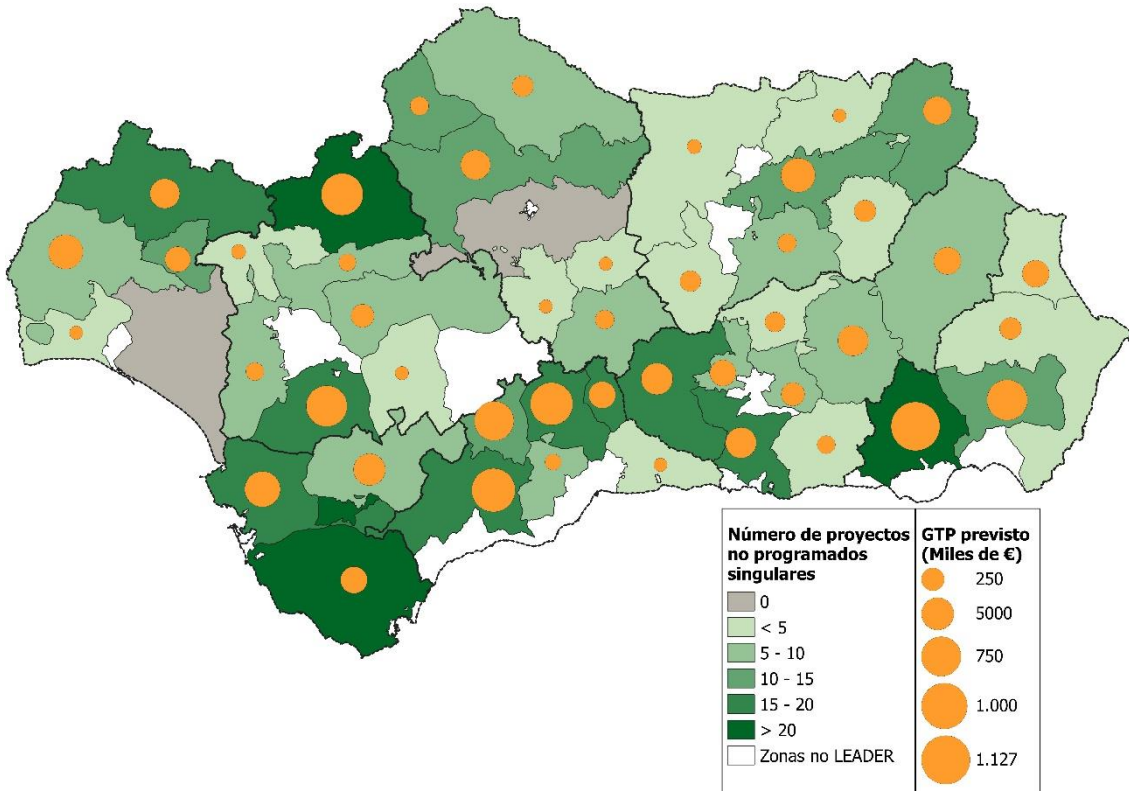 Número de proyectos
no programados
singulares
0
< 5
5 - 10
10 - 15
15 - 20
> 20
Zonas no LEADER
GTP previsto
(Miles de €)
250
5000
750
1.000
1.127